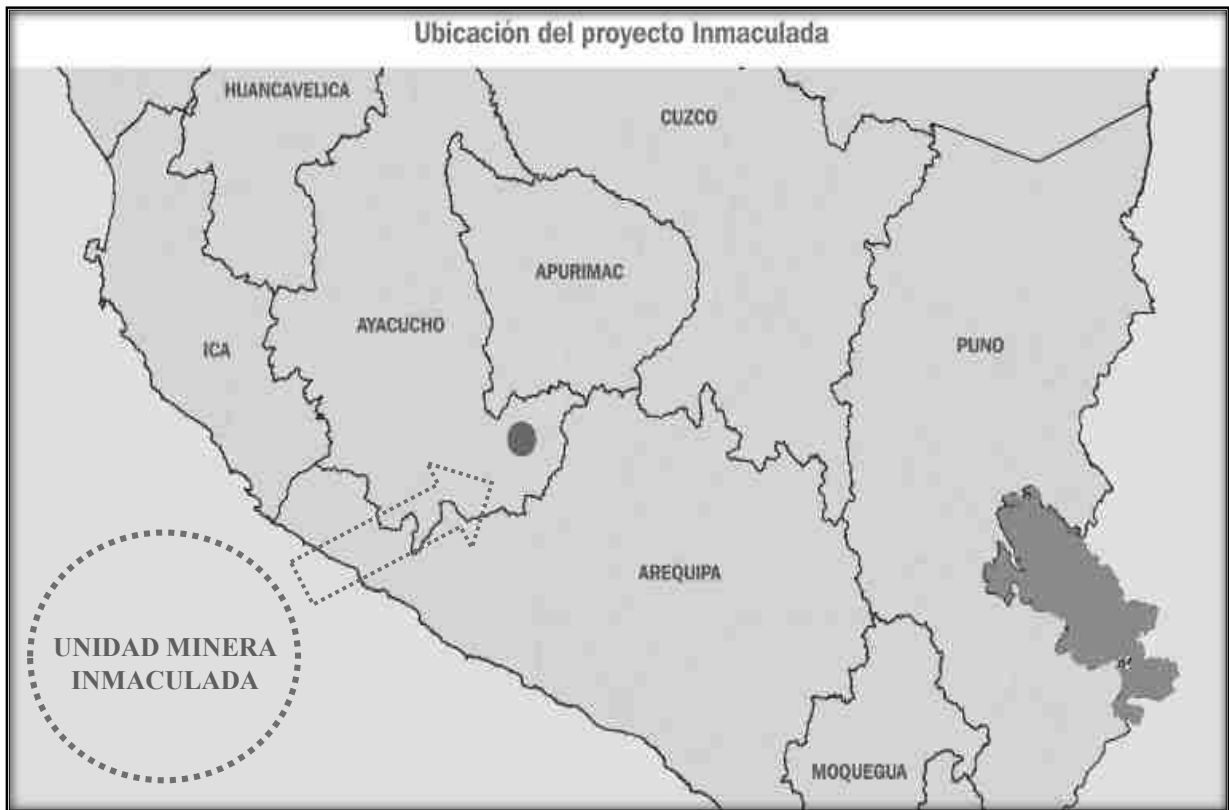 Ubicación del proyecto Inmaculada
HUANCAVELICA
CUZCO
APURIMAC
AYACUCHO
ICA
PUNO
AREQUIPA
UNIDAD MINERA
INMACULADA
MOQUEGUA